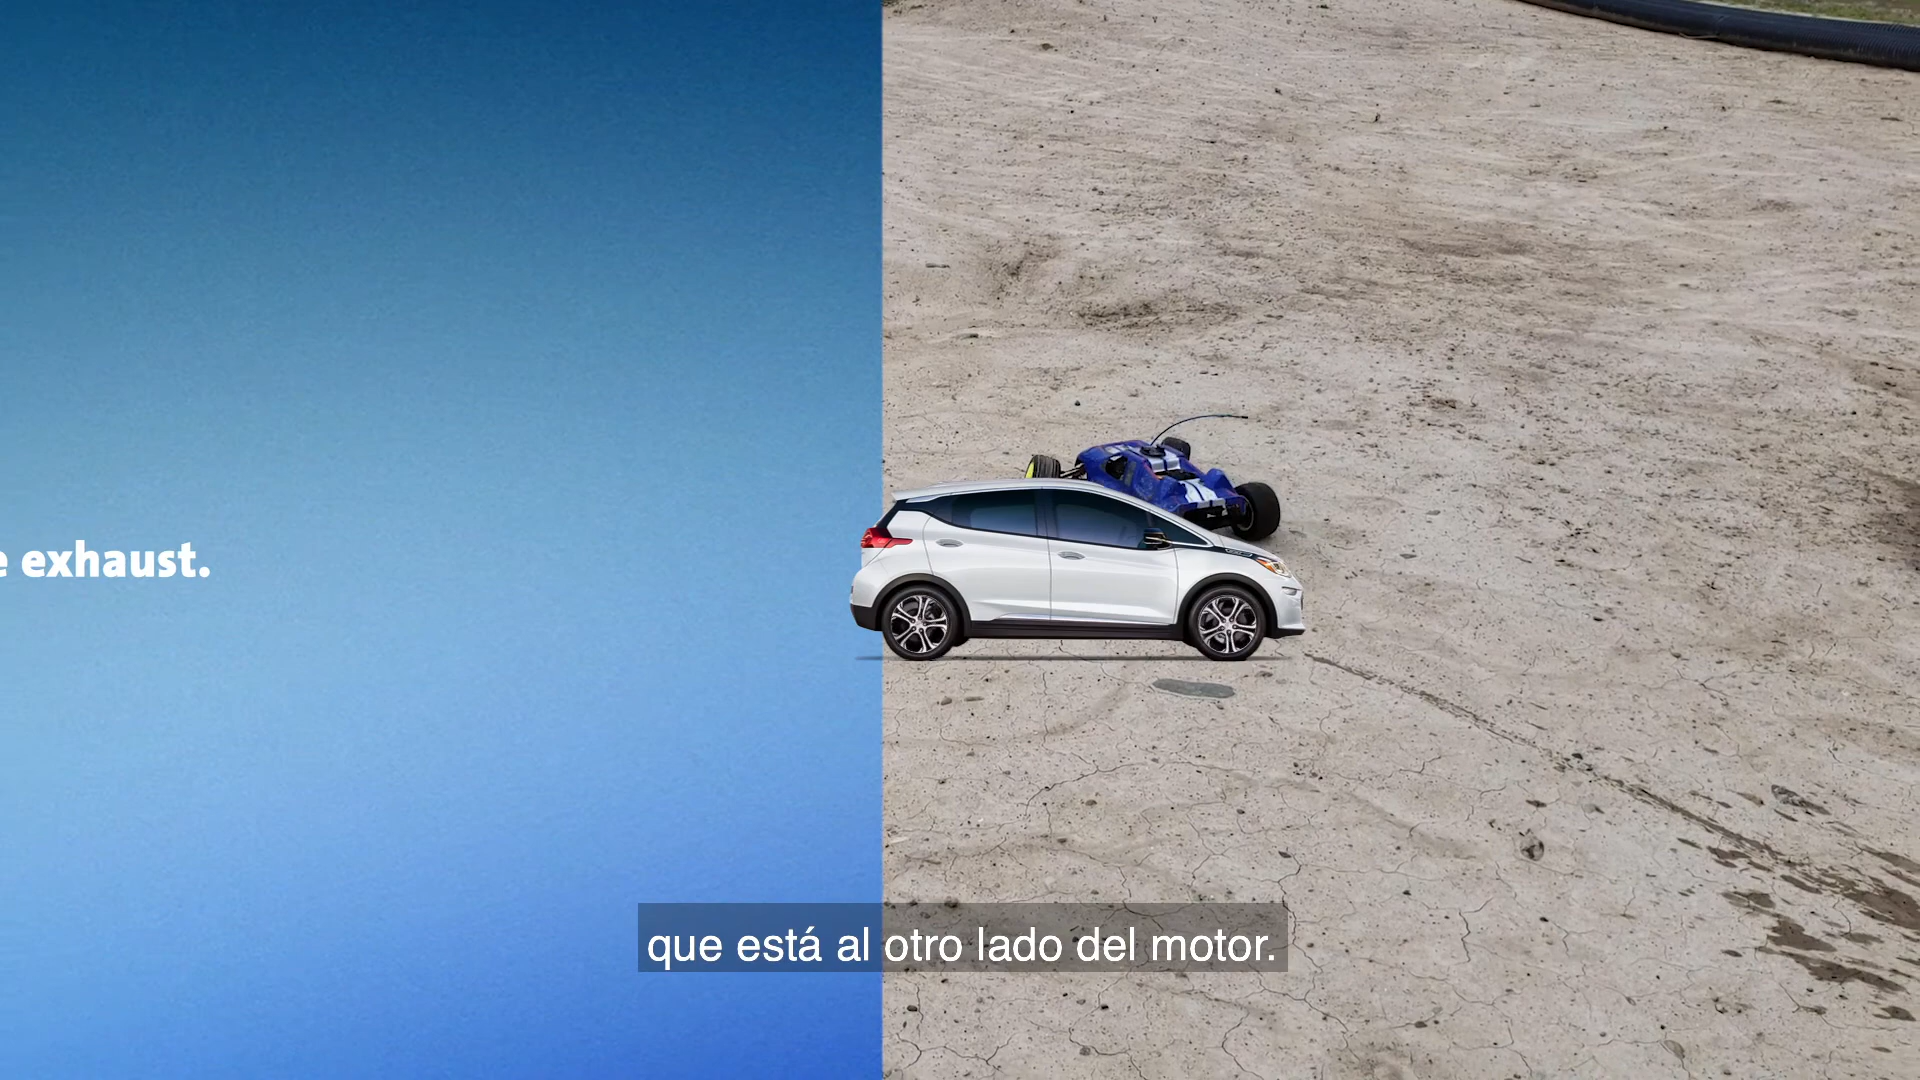 exhaust.
que está al otro lado del motor.